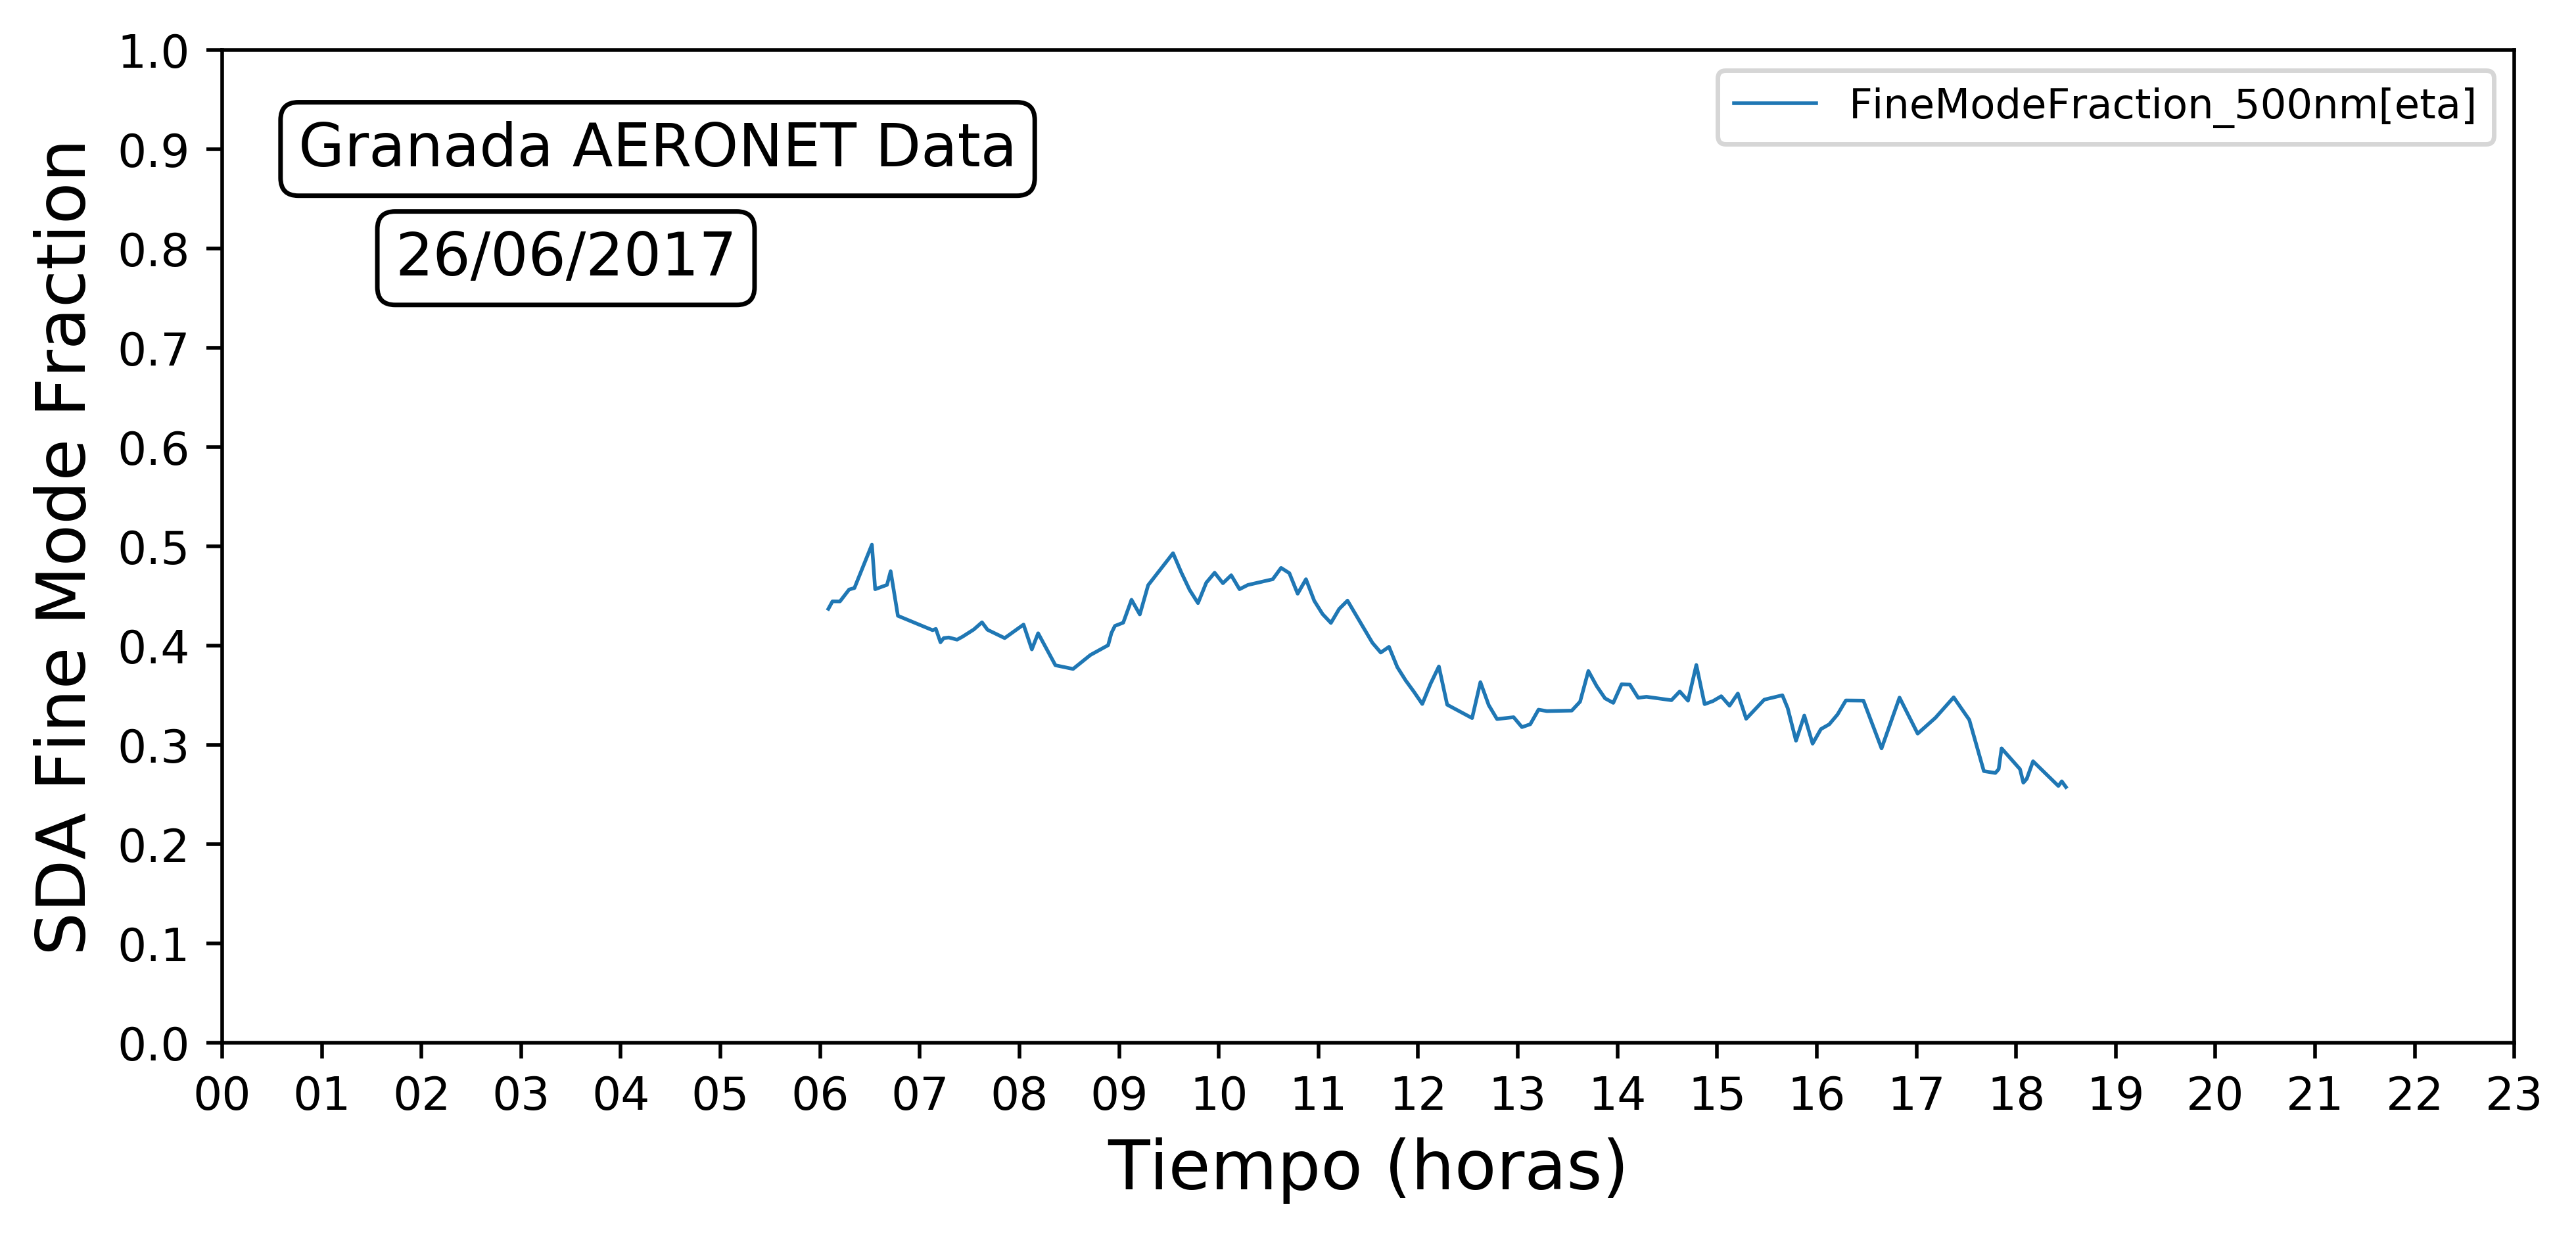 Granada AERONET Data
26/06/2017
FineModeFraction_500nm[eta]
SDA Fine Mode Fraction
1.0
0.9
0.8
0.7
0.6
0.5
0.4
0.3
0.2
0.1
0.0
00 01 02 03 04 05 06 07 08 09 10 11 12 13 14 15 16 17 18 19 20 21 22 23
Tiempo (horas)